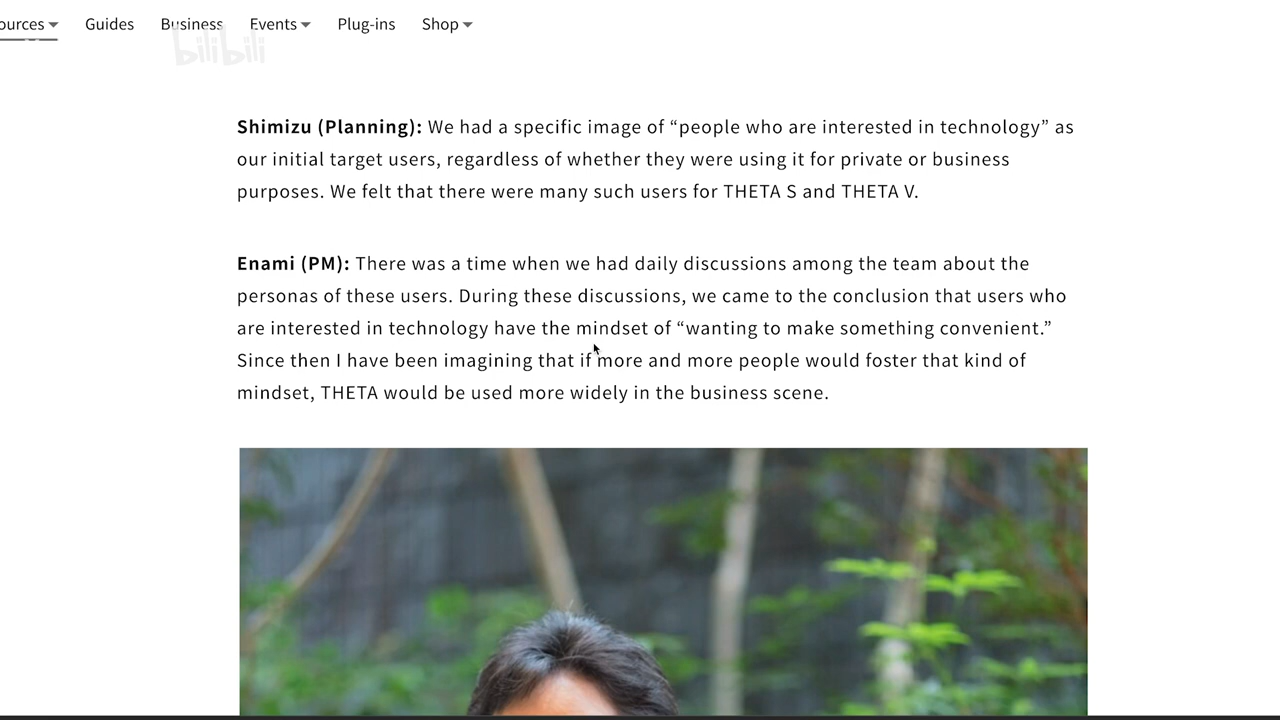 ources Guides Business Events Plug-ins Shop
bilibili
Shimizu (Planning): We had a specific image of “people who are interested in technology” as
our initial target users, regardless of whether they were using it for private or business
purposes. We felt that there were many such users for THETA S and THETA V.
Enami (PM): There was a time when we had daily discussions among the team about the
personas of these users. During these discussions, we came to the conclusion that users who
are interested in technology have the mindset of “wanting to make something convenient.”
Since then I have been imagining that if more and more people would foster that kind of
mindset, THETA would be used more widely in the business scene.